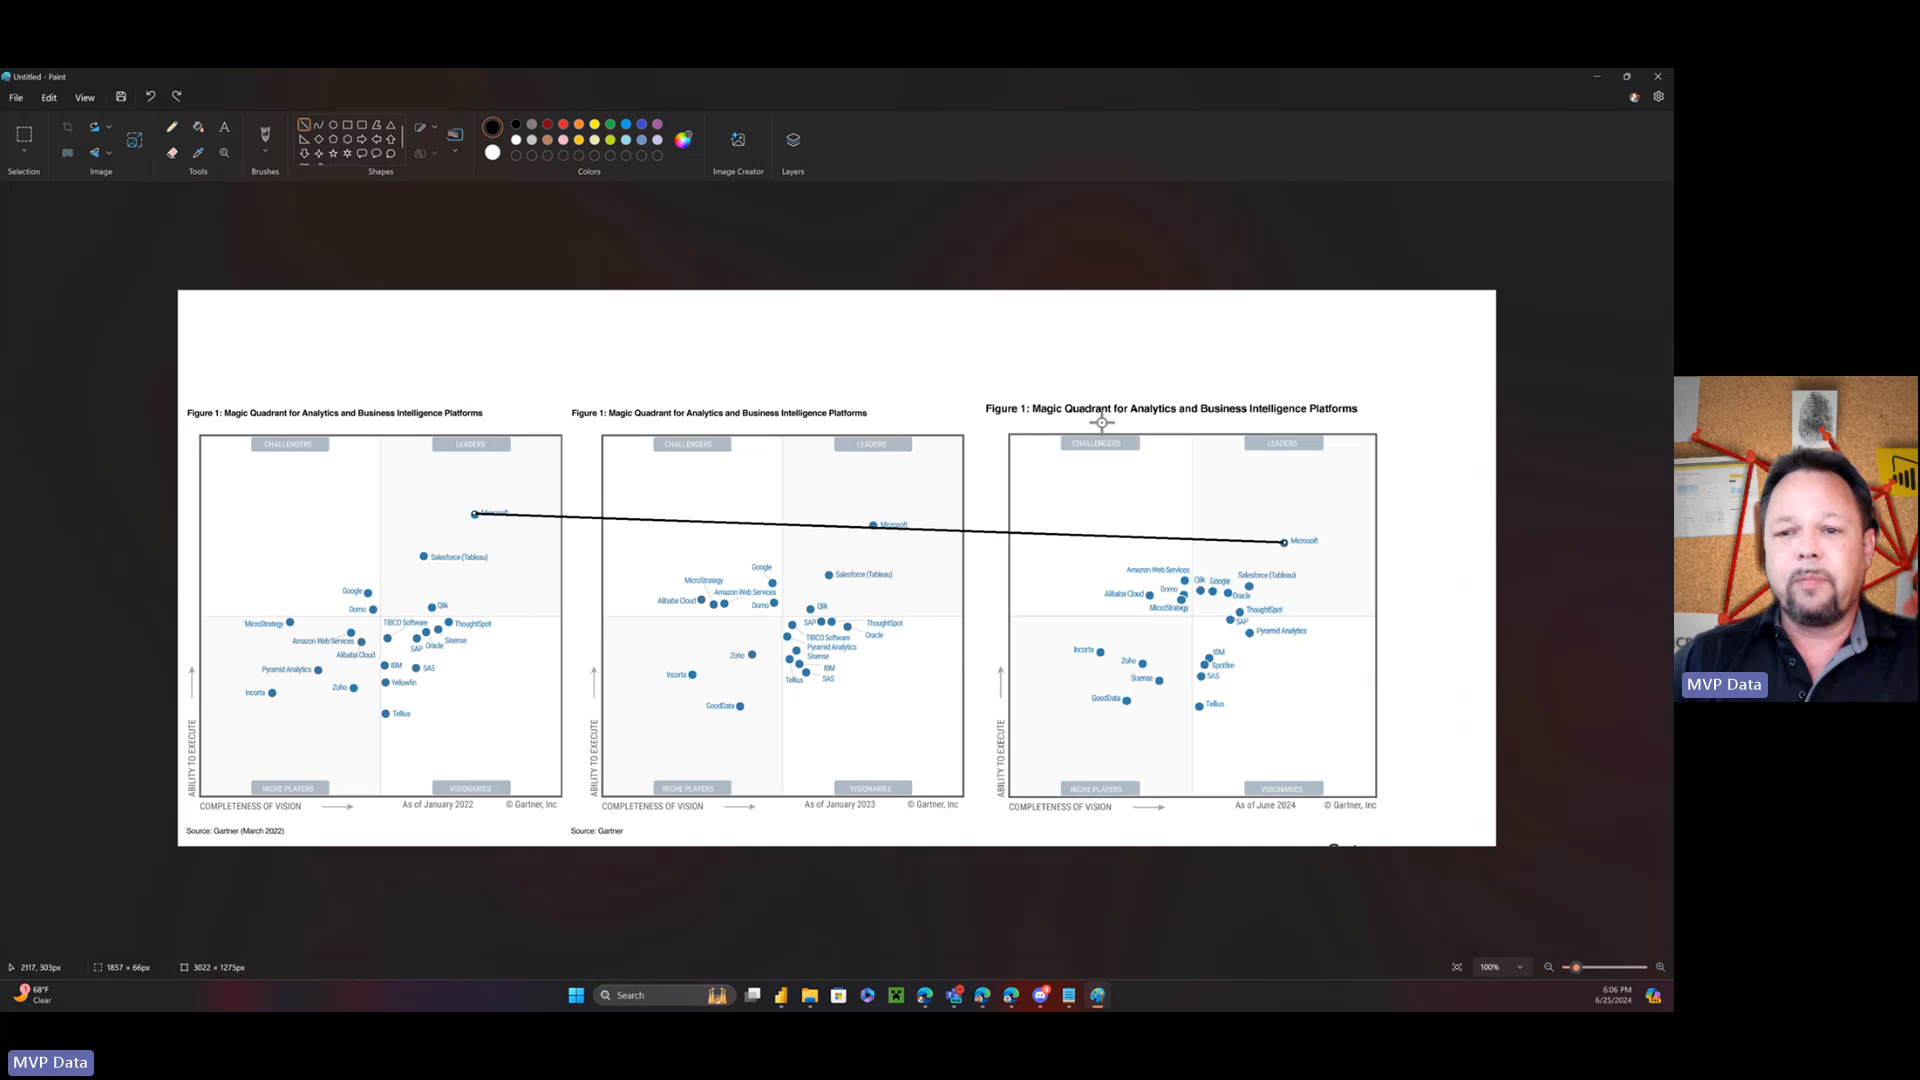 Untitled - Paint
File Edit View
Selection Image Tools Brushes Shapes Colors Image Creator Layers
Figure 1: Magic Quadrant for Analytics and Business Intelligence Platforms
CHALLENGERS LEADERS
Microsoft
Salesforce (Tableau)
Google
Domo
Qlik
MicroStrategy
TIBCO Software
ThoughtSpot
Amazon Web Services
Sisense
SAP
Oracle
Alibaba Cloud
IBM
SAS
Pyramid Analytics
Yellowfin
Zoho
Incorta
Tellius
ABILITY TO EXECUTE
NICHE PLAYERS VISIONARIES
COMPLETENESS OF VISION
As of January 2022
© Gartner, Inc
Source: Gartner (March 2022)
Figure 1: Magic Quadrant for Analytics and Business Intelligence Platforms
CHALLENGERS LEADERS
Microsoft
Google
Salesforce (Tableau)
MicroStrategy
Amazon Web Services
Alibaba Cloud
Domo
Qlik
SAP
ThoughtSpot
Oracle
TIBCO Software
Pyramid Analytics
Zoho
Sisense
IBM
Incorta
Tellius
SAS
GoodData
ABILITY TO EXECUTE
NICHE PLAYERS VISIONARIES
COMPLETENESS OF VISION
As of January 2023
© Gartner, Inc
Source: Gartner
Figure 1: Magic Quadrant for Analytics and Business Intelligence Platforms
CHALLENGERS LEADERS
Microsoft
Amazon Web Services
Salesforce (Tableau)
Qlik
Google
Domo
Alibaba Cloud
Oracle
MicroStrategy
ThoughtSpot
SAP
Pyramid Analytics
Incorta
IBM
Zoho
Spotfire
Sisense
SAS
GoodData
Tellius
ABILITY TO EXECUTE
NICHE PLAYERS VISIONARIES
COMPLETENESS OF VISION
As of June 2024
© Gartner, Inc
MVP Data
2117, 303px
1857 × 66px
3022 × 1275px
100%
68°F
Clear
Search
6:06 PM
6/25/2024
MVP Data